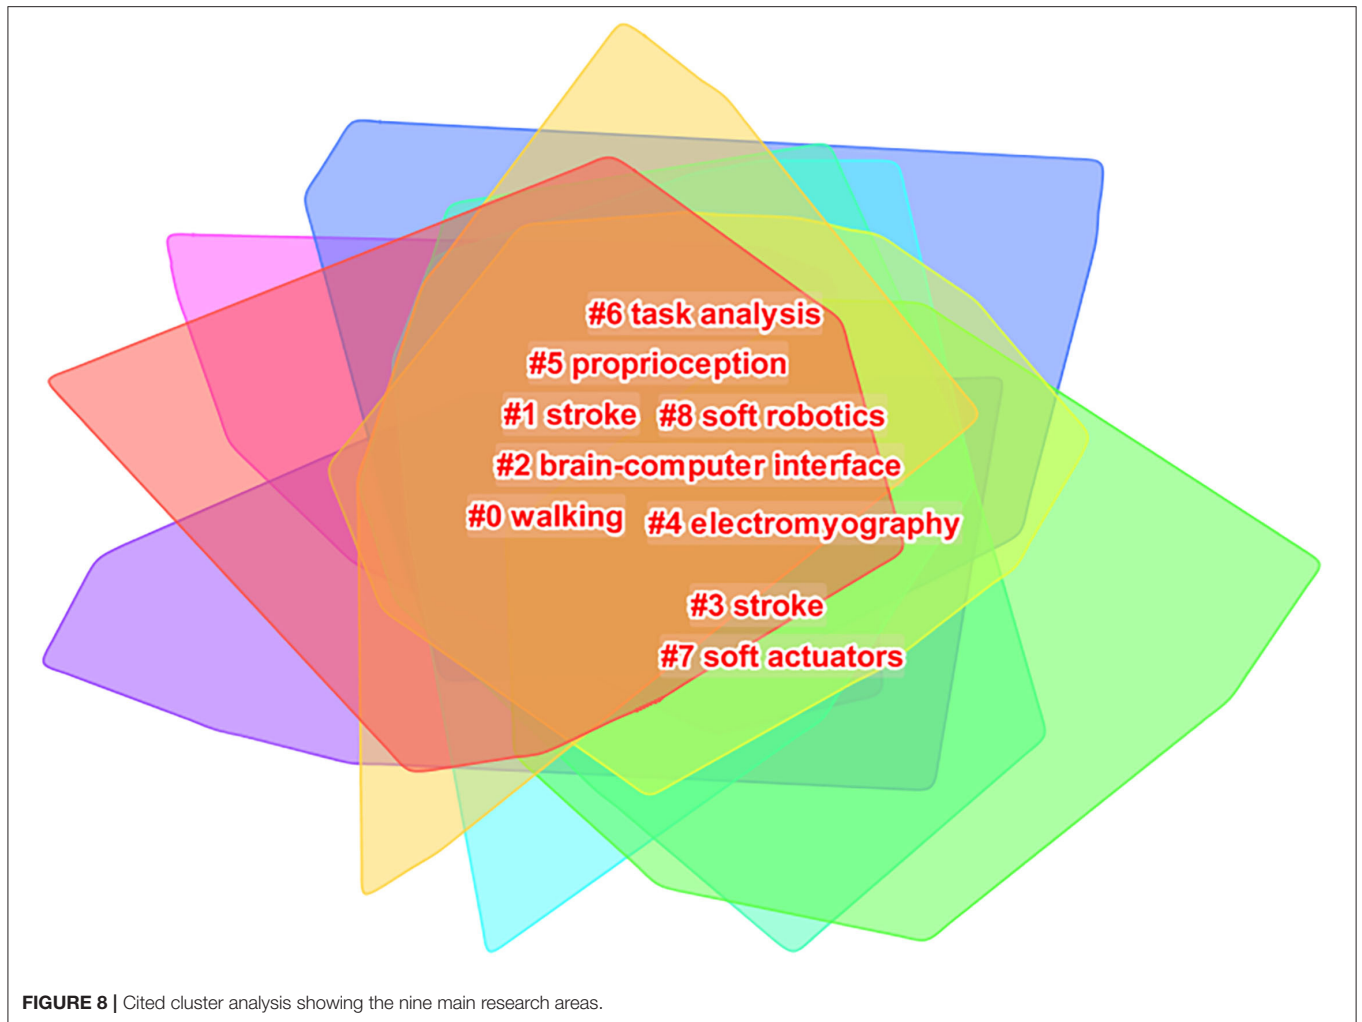 #6 task analysis
#5 proprioception
#1 stroke #8 soft robotics
#2 brain-computer interface
#0 walking #4 electromyography
#3 stroke
#7 soft actuators
FIGURE 8 | Cited cluster analysis showing the nine main research areas.